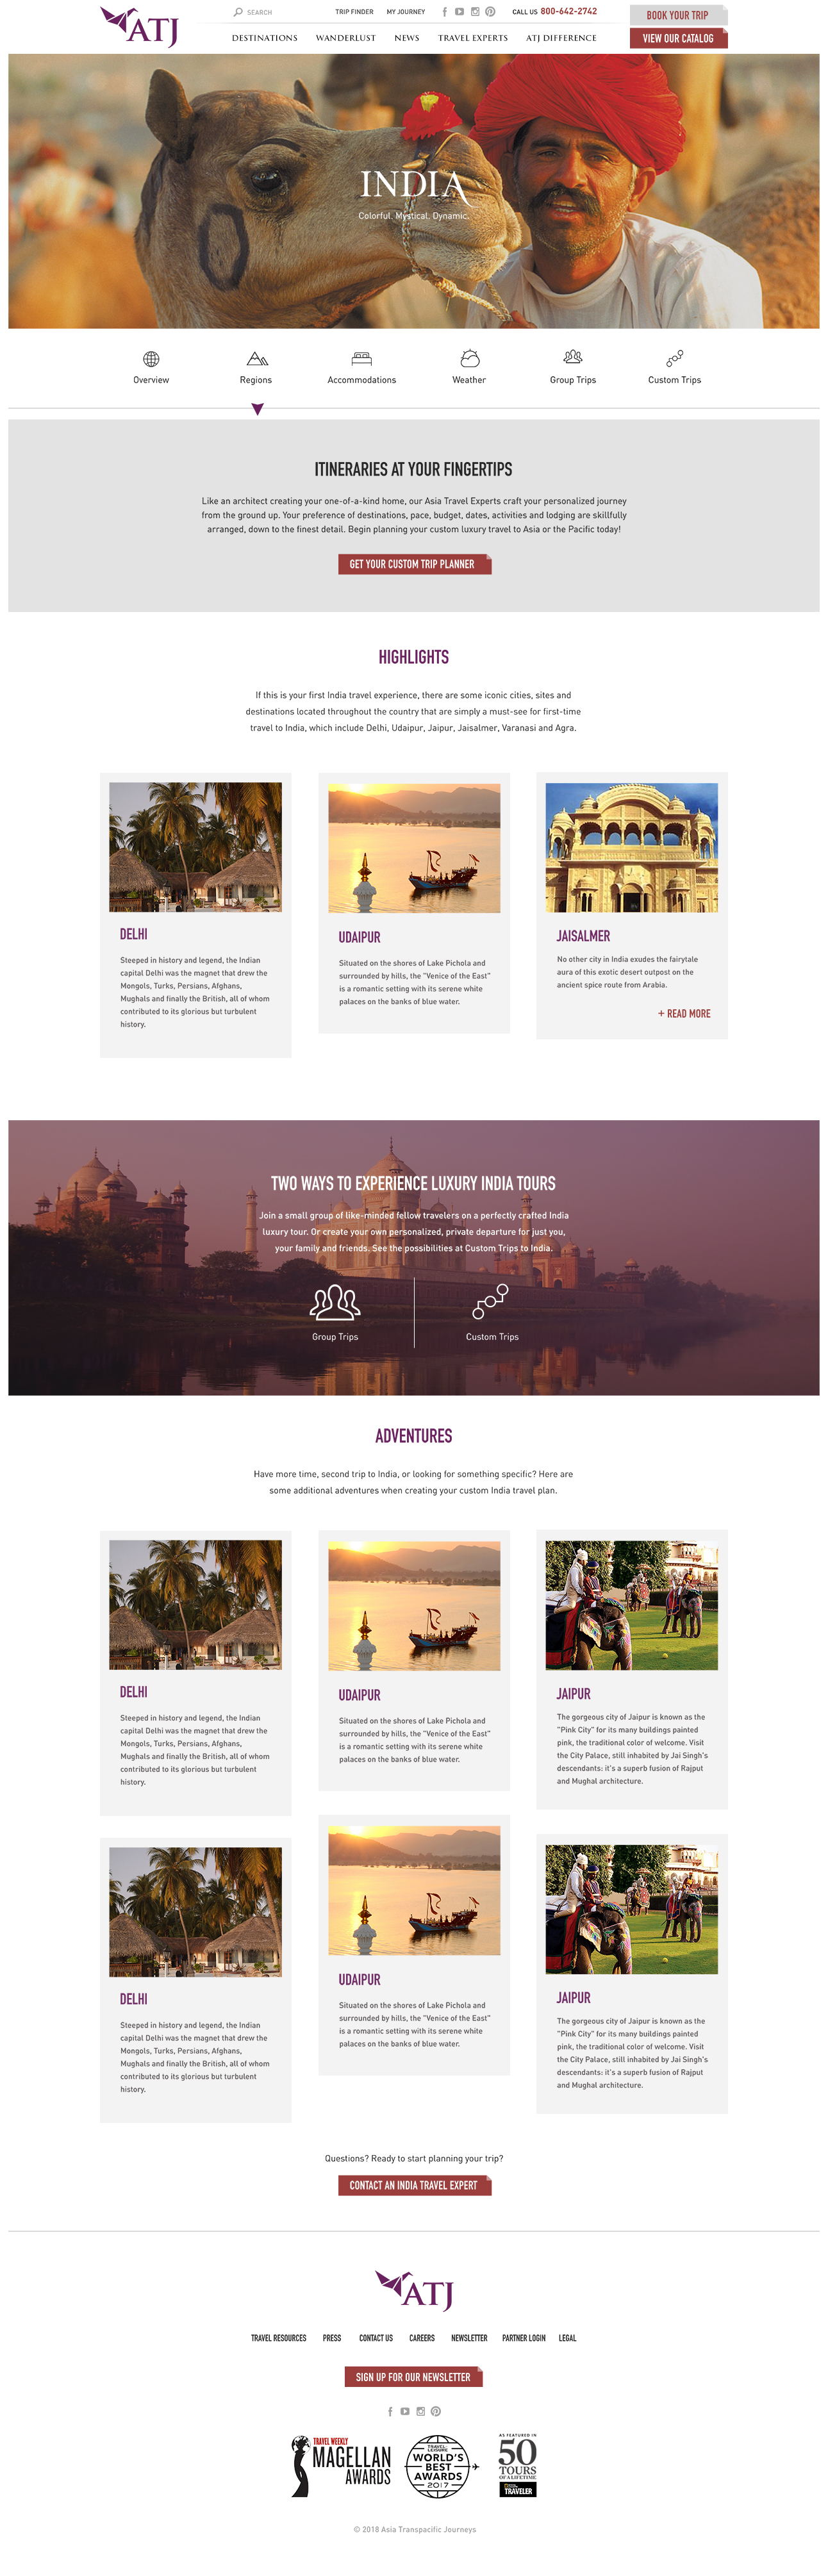 ATJ
SEARCH
TRIP FINDER
MY JOURNEY
CALL US 800-642-2742
BOOK YOUR TRIP
VIEW OUR CATALOG
DESTINATIONS
WANDERLUST
NEWS
TRAVEL EXPERTS
ATJ DIFFERENCE
INDIA
Colorful. Mystical. Dynamic.
Overview
Regions
Accommodations
Weather
Group Trips
Custom Trips
ITINERARIES AT YOUR FINGERTIPS
Like an architect creating your one-of-a-kind home, our Asia Travel Experts craft your personalized journey
from the ground up. Your preference of destinations, pace, budget, dates, activities and lodging are skillfully
arranged, down to the finest detail. Begin planning your custom luxury travel to Asia or the Pacific today!
GET YOUR CUSTOM TRIP PLANNER
HIGHLIGHTS
If this is your first India travel experience, there are some iconic cities, sites and
destinations located throughout the country that are simply a must-see for first-time
travel to India, which include Delhi, Udaipur, Jaipur, Jaisalmer, Varanasi and Agra.
DELHI
Steeped in history and legend, the Indian
capital Delhi was the magnet that drew the
Mongols, Turks, Persians, Afghans,
Mughals and finally the British, all of whom
contributed to its glorious but turbulent
history.
UDAIPUR
Situated on the shores of Lake Pichola and
surrounded by hills, the "Venice of the East"
is a romantic setting with its serene white
palaces on the banks of blue water.
JAISALMER
No other city in India exudes the fairytale
aura of this exotic desert outpost on the
ancient spice route from Arabia.
+ READ MORE
TWO WAYS TO EXPERIENCE LUXURY INDIA TOURS
Join a small group of like-minded fellow travelers on a perfectly crafted India
luxury tour. Or create your own personalized, private departure for just you,
your family and friends. See the possibilities at Custom Trips to India.
Group Trips
Custom Trips
ADVENTURES
Have more time, second trip to India, or looking for something specific? Here are
some additional adventures when creating your custom India travel plan.
DELHI
Steeped in history and legend, the Indian
capital Delhi was the magnet that drew the
Mongols, Turks, Persians, Afghans,
Mughals and finally the British, all of whom
contributed to its glorious but turbulent
history.
UDAIPUR
Situated on the shores of Lake Pichola and
surrounded by hills, the "Venice of the East"
is a romantic setting with its serene white
palaces on the banks of blue water.
JAIPUR
The gorgeous city of Jaipur is known as the
"Pink City" for its many buildings painted
pink, the traditional color of welcome. Visit
the City Palace, still inhabited by Jai Singh's
descendants: it's a superb fusion of Rajput
and Mughal architecture.
DELHI
Steeped in history and legend, the Indian
capital Delhi was the magnet that drew the
Mongols, Turks, Persians, Afghans,
Mughals and finally the British, all of whom
contributed to its glorious but turbulent
history.
UDAIPUR
Situated on the shores of Lake Pichola and
surrounded by hills, the "Venice of the East"
is a romantic setting with its serene white
palaces on the banks of blue water.
JAIPUR
The gorgeous city of Jaipur is known as the
"Pink City" for its many buildings painted
pink, the traditional color of welcome. Visit
the City Palace, still inhabited by Jai Singh's
descendants: it's a superb fusion of Rajput
and Mughal architecture.
Questions? Ready to start planning your trip?
CONTACT AN INDIA TRAVEL EXPERT
ATJ
TRAVEL RESOURCES
PRESS
CONTACT US
CAREERS
NEWSLETTER
PARTNER LOGIN
LEGAL
SIGN UP FOR OUR NEWSLETTER
TRAVEL WEEKLY
MAGELLAN
AWARDS
TRAVEL+
LEISURE
WORLD'S
BEST
AWARDS
2017
AS FEATURED IN
50
TOURS
OF A LIFETIME
TRAVELER
© 2018 Asia Transpacific Journeys